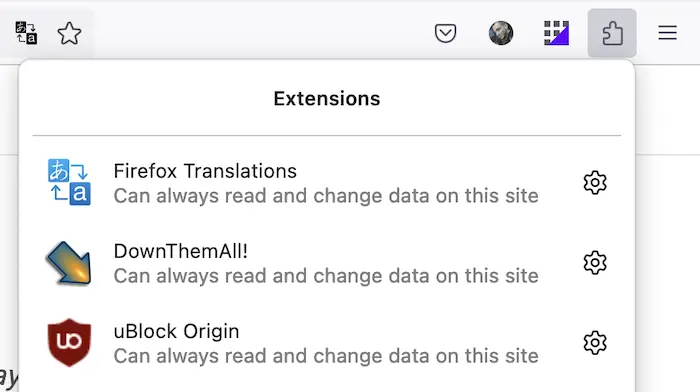 Extensions
Firefox Translations
Can always read and change data on this site
DownThemAll!
Can always read and change data on this site
uBlock Origin
Can always read and change data on this site